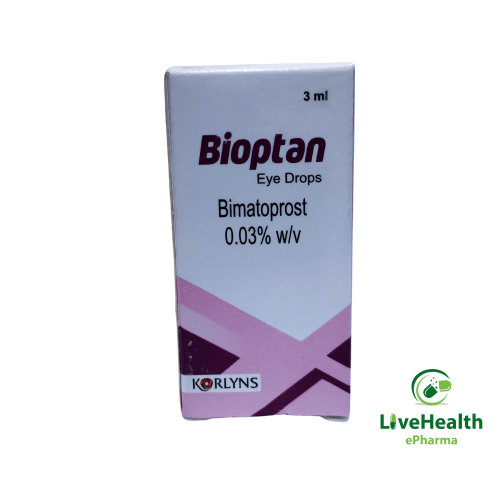 3 ml
Bioptan
Eye Drops
Bimatoprost
0.03% w/v
KORLYNS
LiveHealth
ePharma